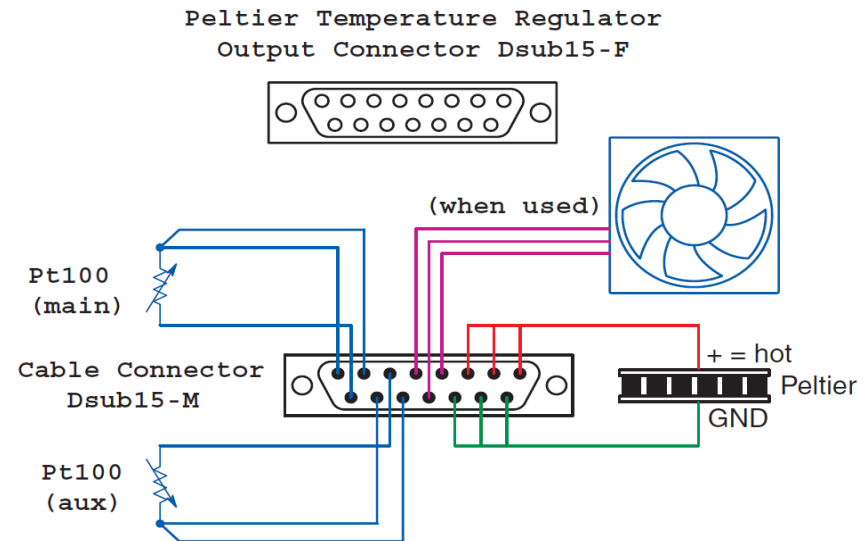 Peltier Temperature Regulator
Output Connector Dsub15-F
(when used)
Pt100
(main)
Cable Connector
Dsub15-M
+ = hot
Peltier
GND
Pt100
(aux)